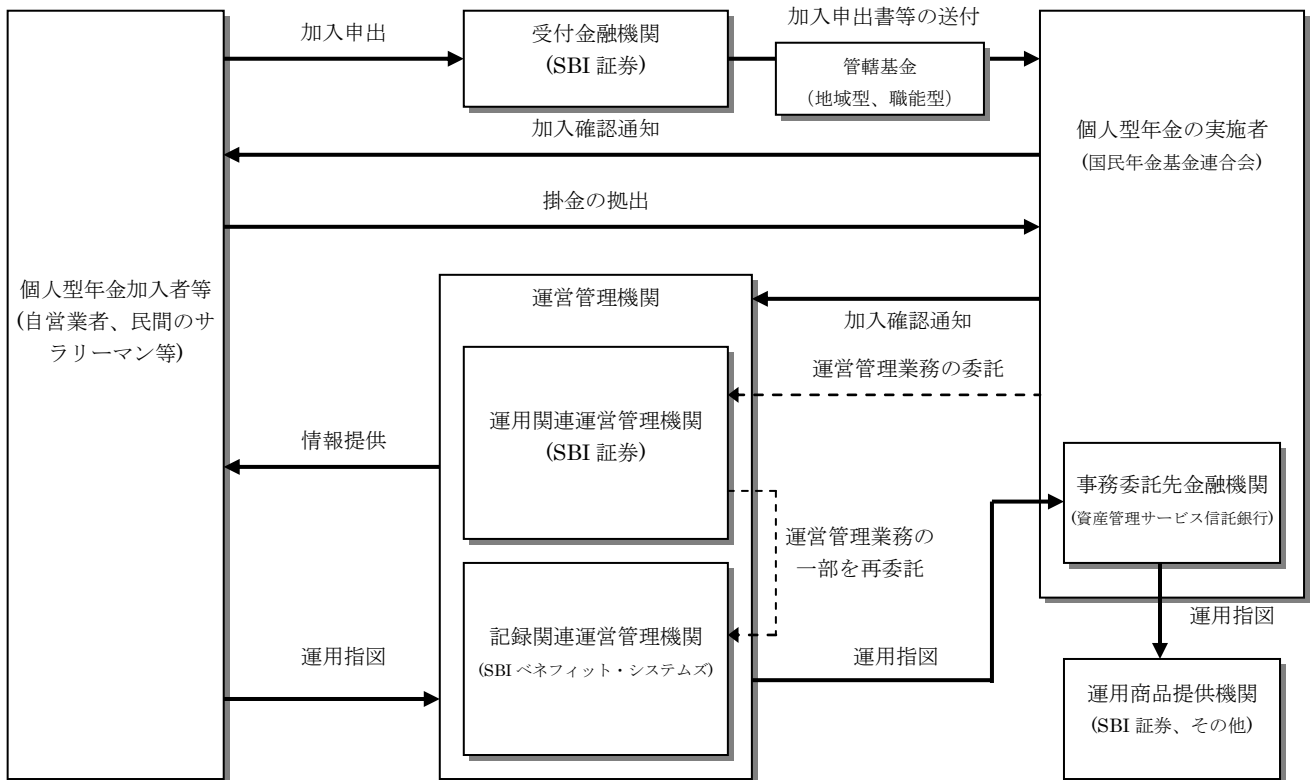 加入申出
受付金融機関
(SBI 証券)
加入申出書等の送付
管轄基金
（地域型、職能型）
加入確認通知
個人型年金の実施者
(国民年金基金連合会)
掛金の拠出
個人型年金加入者等
(自営業者、民間のサ
ラリーマン等)
運営管理機関
加入確認通知
運営管理業務の委託
運用関連運営管理機関
(SBI 証券)
情報提供
事務委託先金融機関
(資産管理サービス信託銀行)
運営管理業務の
一部を再委託
運用指図
記録関連運営管理機関
(SBI ベネフィット・システムズ)
運用指図
運用指図
運用商品提供機関
(SBI 証券、その他)